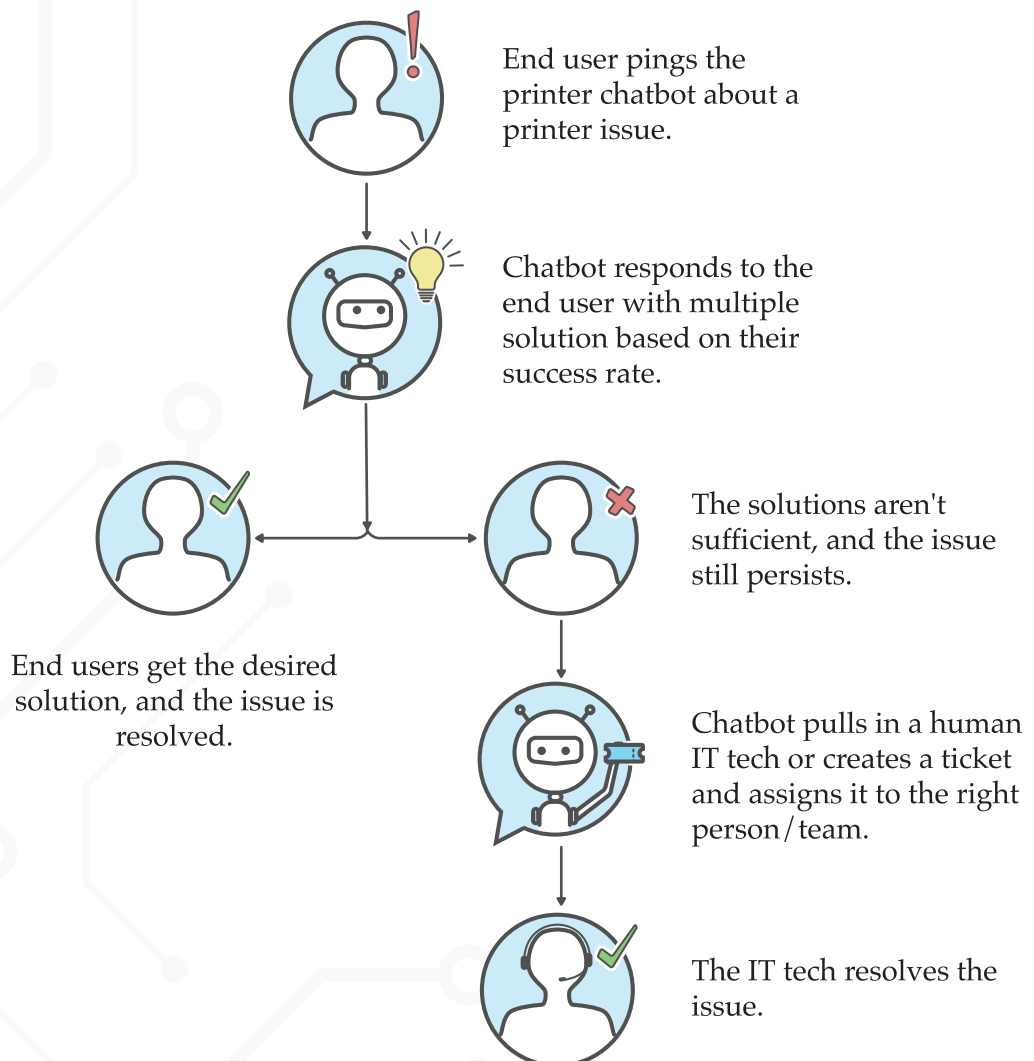 End user pings the
printer chatbot about a
printer issue.
Chatbot responds to the
end user with multiple
solution based on their
success rate.
The solutions aren't
sufficient, and the issue
still persists.
End users get the desired
solution, and the issue is
resolved.
Chatbot pulls in a human
IT tech or creates a ticket
and assigns it to the right
person/team.
The IT tech resolves the
issue.